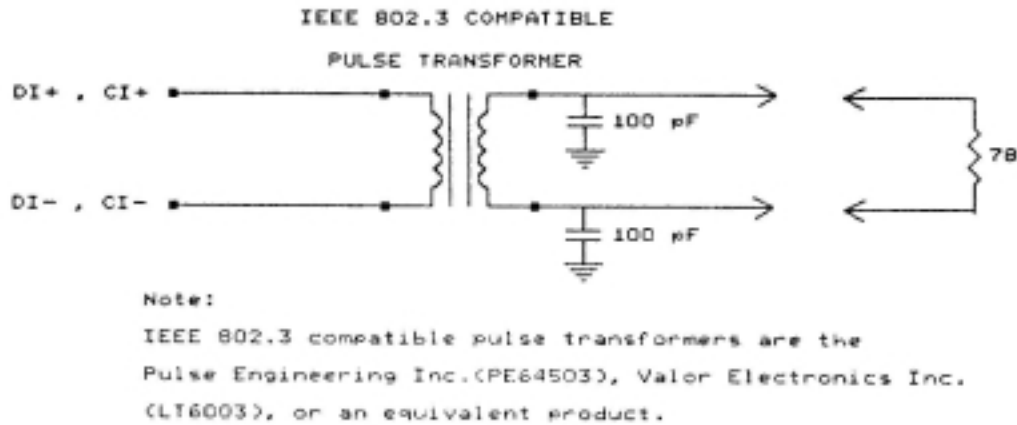 IEEE 802.3 COMPATIBLE
PULSE TRANSFORMER
DI+ , CI+
100 pF
78
DI- , CI-
100 pF
Note:
IEEE 802.3 compatible pulse transformers are the
Pulse Engineering Inc.(PE64503), Valor Electronics Inc.
(LT6003), or an equivalent product.